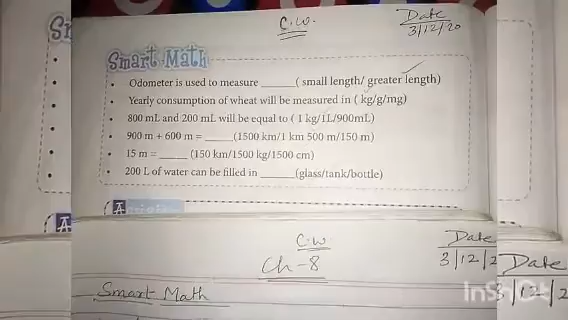 C.W.
Date
3/12/20
Smart Math
Odometer is used to measure ______( small length/ greater length)
Yearly consumption of wheat will be measured in ( kg/g/mg)
800 mL and 200 mL will be equal to ( 1 kg/1L/900mL)
900 m + 600 m = ______(1500 km/1 km 500 m/150 m)
15 m = ______ (150 km/1500 kg/1500 cm)
200 L of water can be filled in ______(glass/tank/bottle)
C.W
Date
Ch-8
3/12/2
Date
Smart Math
InShOt